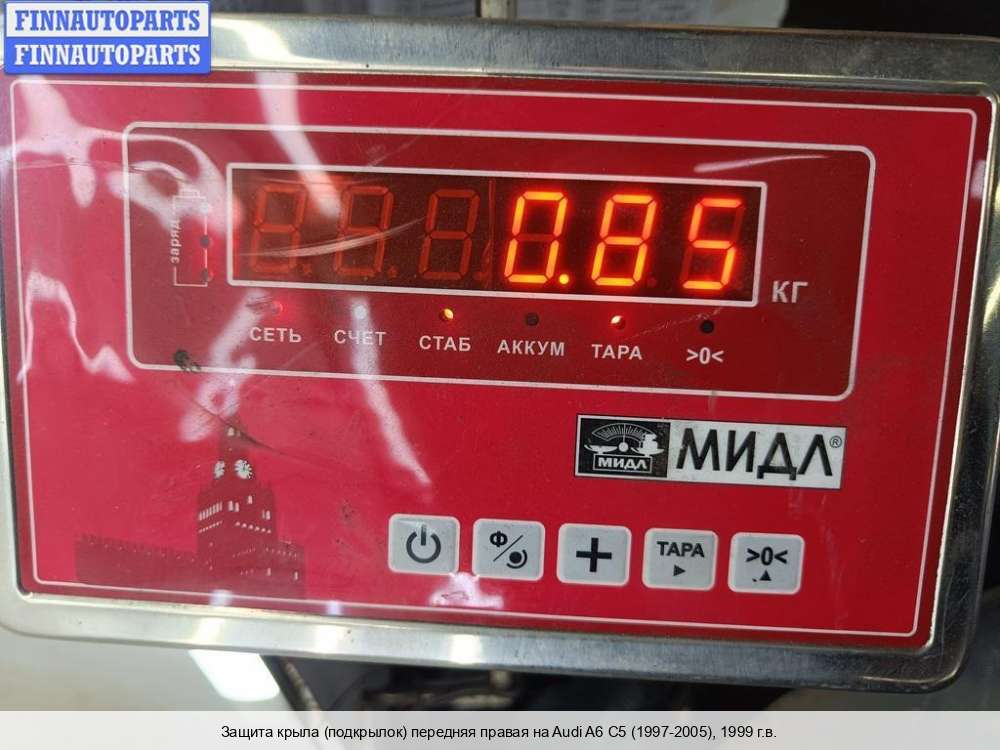 FINNAUTOPARTS
FINNAUTOPARTS
заряд
0.85
КГ
СЕТЬ СЧЕТ СТАБ АККУМ ТАРА >0<
МИДЛ МИДЛ®
Ф + ТАРА >0<
Защита крыла (подкрылок) передняя правая на Audi A6 C5 (1997-2005), 1999 г.в.